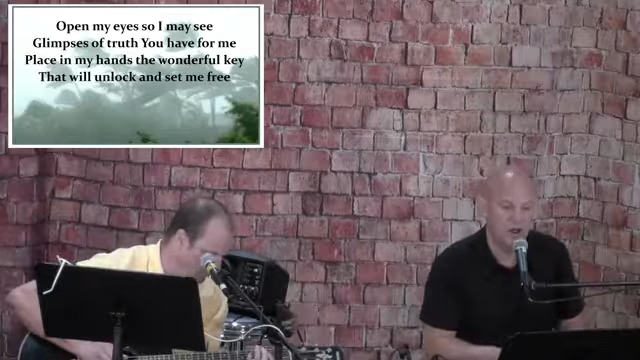 Open my eyes so I may see
Glimpses of truth You have for me
Place in my hands the wonderful key
That will unlock and set me free